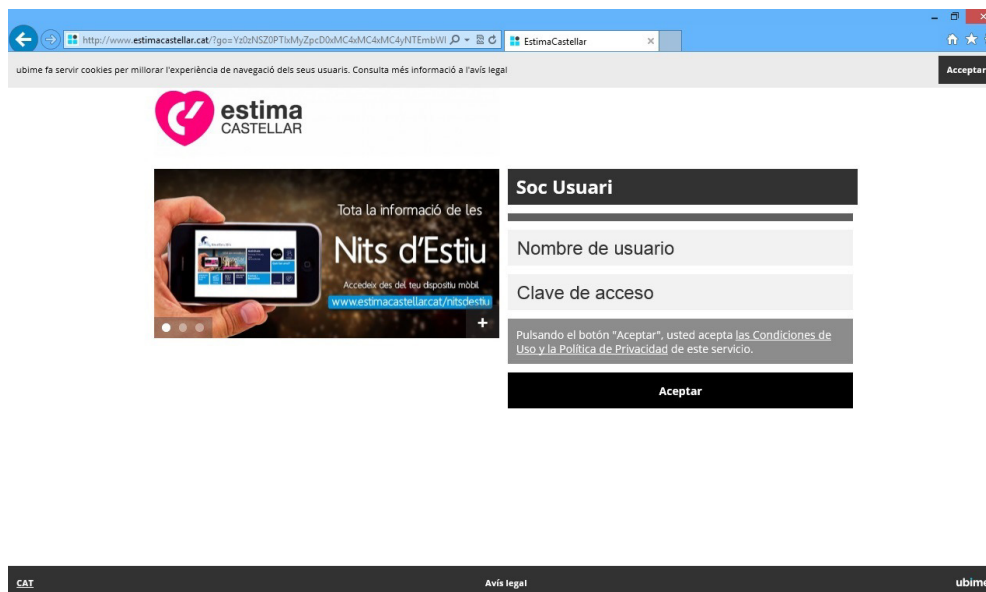 http://www.estimacastellar.cat/?go=Yz0zNSZ0PTIxMyZpcD0xMC4xMC4xMC4yNTEmbWl
EstimaCastellar
ubime fa servir cookies per millorar l'experiència de navegació dels seus usuaris. Consulta més informació a l'avís legal
Acceptar
estima
CASTELLAR
Tota la informació de les
Nits d'Estiu
Accedeix des del teu dispositiu mòbil
www.estimacastellar.cat/nitsdestiu
+
Soc Usuari
Nombre de usuario
Clave de acceso
Pulsando el botón "Aceptar", usted acepta las Condiciones de
Uso y la Política de Privacidad de este servicio.
Aceptar
CAT
Avís legal
ubime